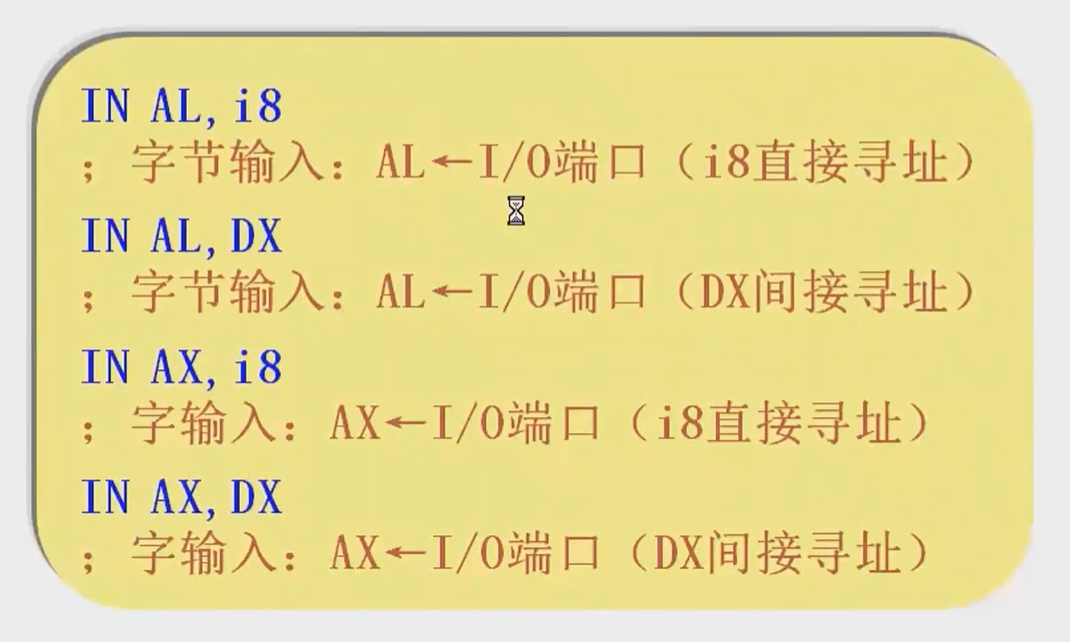 IN AL,i8
；字节输入：AL←I/O端口（i8直接寻址）
IN AL,DX
；字节输入：AL←I/O端口（DX间接寻址）
IN AX,i8
；字输入：AX←I/O端口（i8直接寻址）
IN AX,DX
；字输入：AX←I/O端口（DX间接寻址）